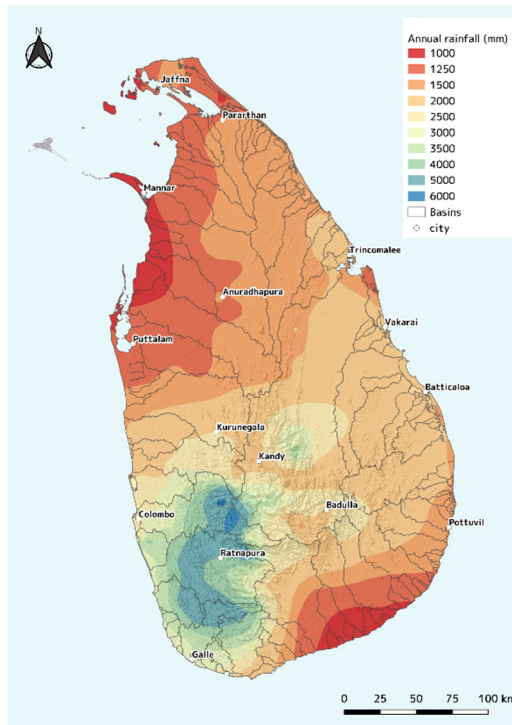 N
Annual rainfall (mm)
1000
1250
1500
2000
2500
3000
3500
4000
5000
6000
Basins
city
Jaffna
Pararthan
Mannar
Trincomalee
Anuradhapura
Vakarai
Puttalam
Batticaloa
Kurunegala
Kandy
Badulla
Colombo
Pottuvil
Ratnapura
Galle
0 25 50 75 100 km